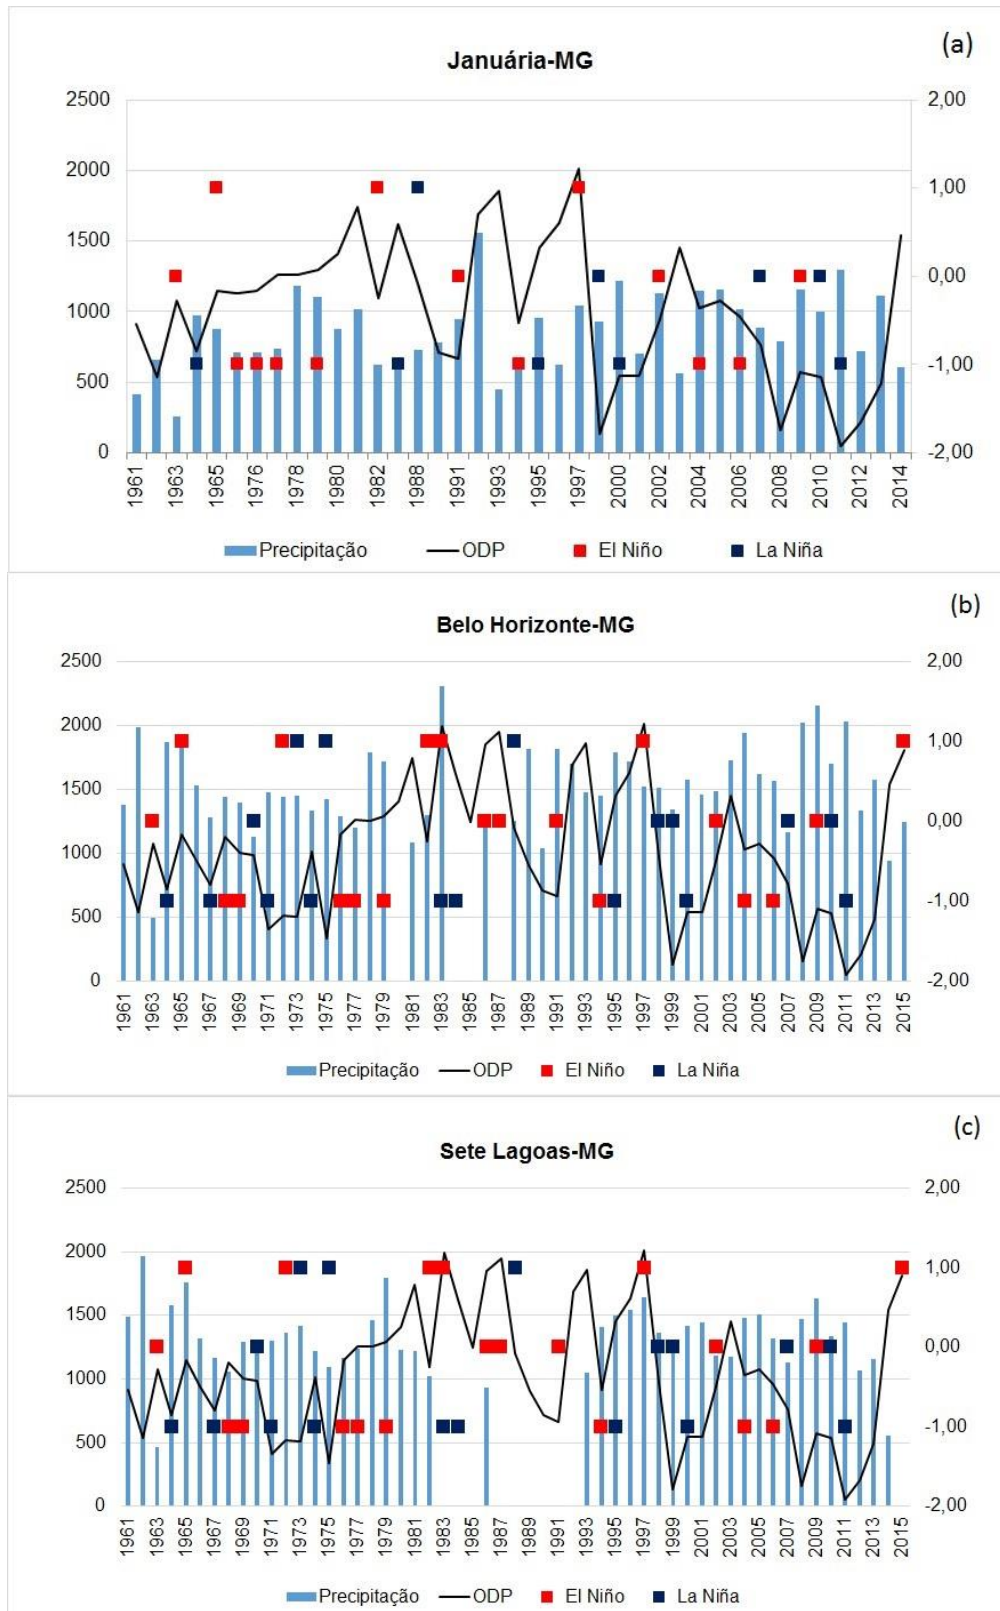 (a)
Januária-MG
2500 2,00
2000 1,00
1500 0,00
1000 -1,00
500 -2,00
0
1961 1963 1965 1976 1978 1980 1982 1988 1991 1993 1995 1997 2000 2002 2004 2006 2008 2010 2012 2014
Precipitação ODP El Niño La Niña
(b)
Belo Horizonte-MG
2500 2,00
2000 1,00
1500 0,00
1000 -1,00
500 -2,00
0
1961 1963 1965 1967 1969 1971 1973 1975 1977 1979 1981 1983 1985 1987 1989 1991 1993 1995 1997 1999 2001 2003 2005 2007 2009 2011 2013 2015
Precipitação ODP El Niño La Niña
(c)
Sete Lagoas-MG
2500 2,00
2000 1,00
1500 0,00
1000 -1,00
500 -2,00
0
1961 1963 1965 1967 1969 1971 1973 1975 1977 1979 1981 1983 1985 1987 1989 1991 1993 1995 1997 1999 2001 2003 2005 2007 2009 2011 2013 2015
Precipitação ODP El Niño La Niña